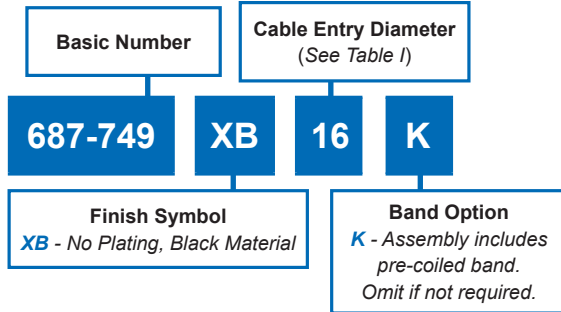 Basic Number
Cable Entry Diameter
(See Table I)
687-749 XB 16 K
Finish Symbol
XB - No Plating, Black Material
Band Option
K - Assembly includes
pre-coiled band.
Omit if not required.